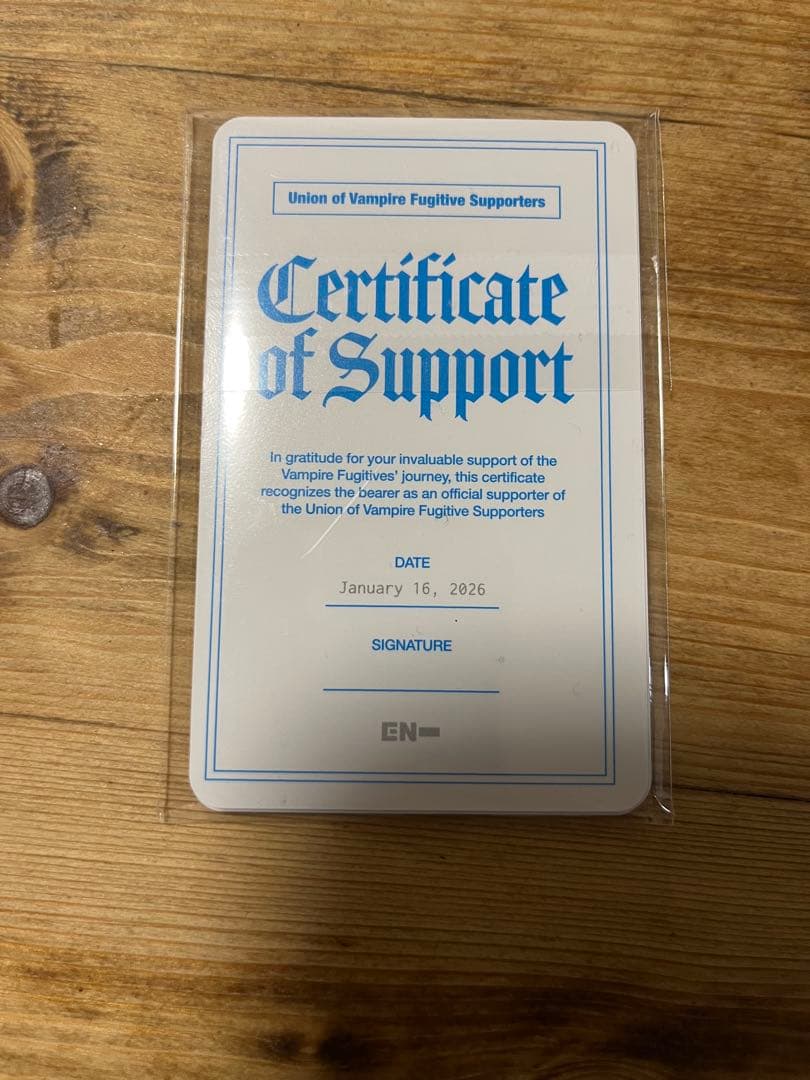 Union of Vampire Fugitive Supporters
Certificate
of Support
In gratitude for your invaluable support of the
Vampire Fugitives' journey, this certificate
recognizes the bearer as an official supporter of
the Union of Vampire Fugitive Supporters
DATE
January 16, 2026
SIGNATURE
EN-